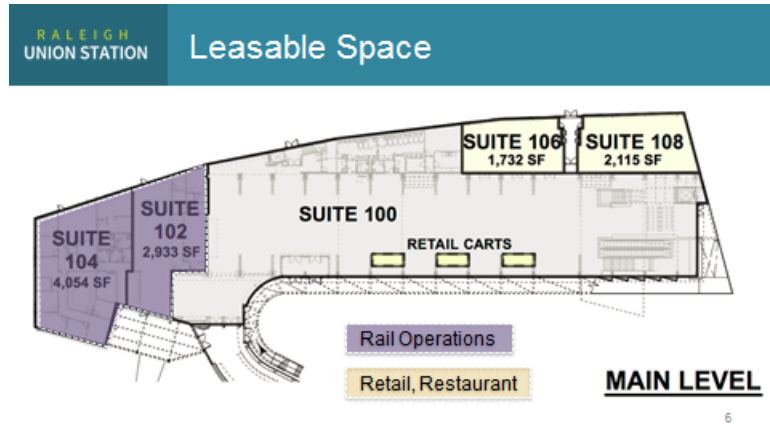 RALEIGH
UNION STATION
Leasable Space
SUITE 106
1,732 SF
SUITE 108
2,115 SF
SUITE
102
2,933 SF
SUITE 100
SUITE
104
4,054 SF
RETAIL CARTS
Rail Operations
Retail, Restaurant
MAIN LEVEL
6